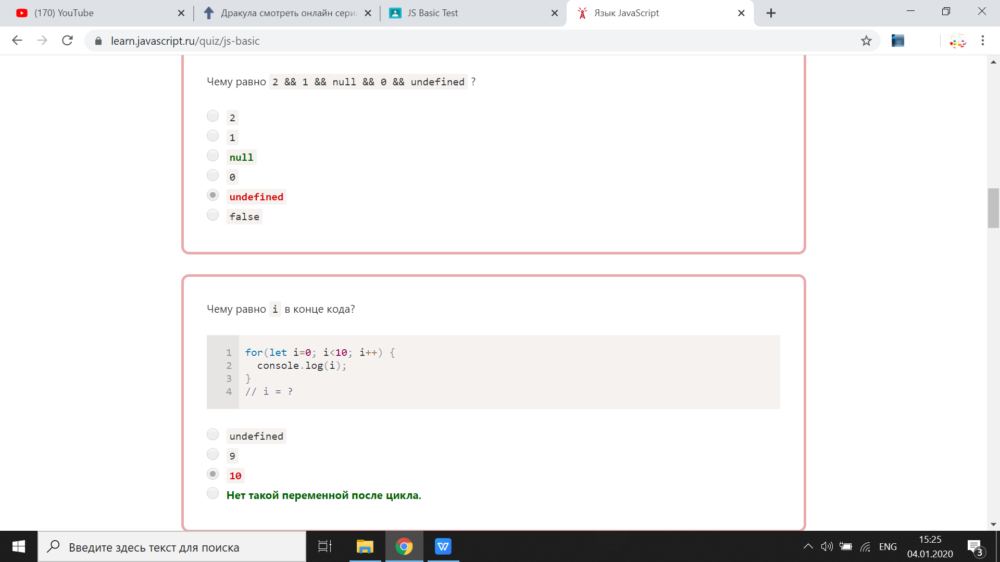 (170) YouTube
Дракула смотреть онлайн сери
JS Basic Test
Язык JavaScript
learn.javascript.ru/quiz/js-basic
Чему равно 2 && 1 && null && 0 && undefined ?
2
1
null
0
undefined
false
Чему равно i в конце кода?
1 for(let i=0; i<10; i++) {
2 console.log(i);
3 }
4 // i = ?
undefined
9
10
Нет такой переменной после цикла.
Введите здесь текст для поиска
ENG
15:25
04.01.2020
3